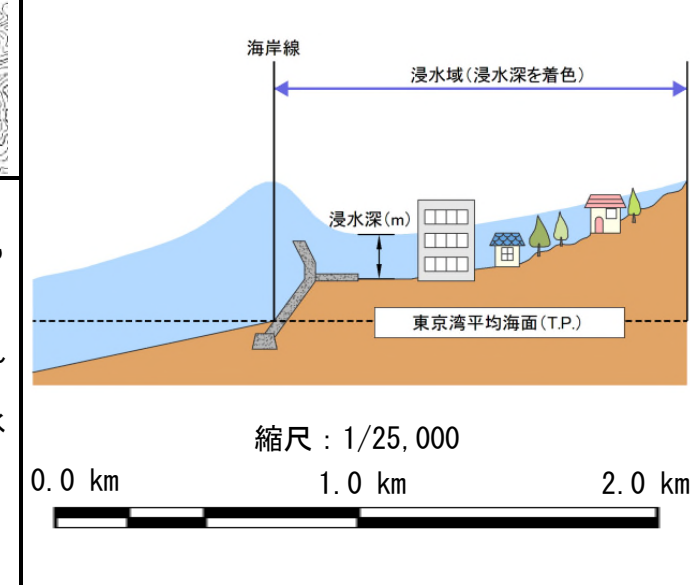 海岸線
浸水域(浸水深を着色)
浸水深(m)
東京湾平均海面(T.P.)
縮尺：1/25,000
0.0 km 1.0 km 2.0 km